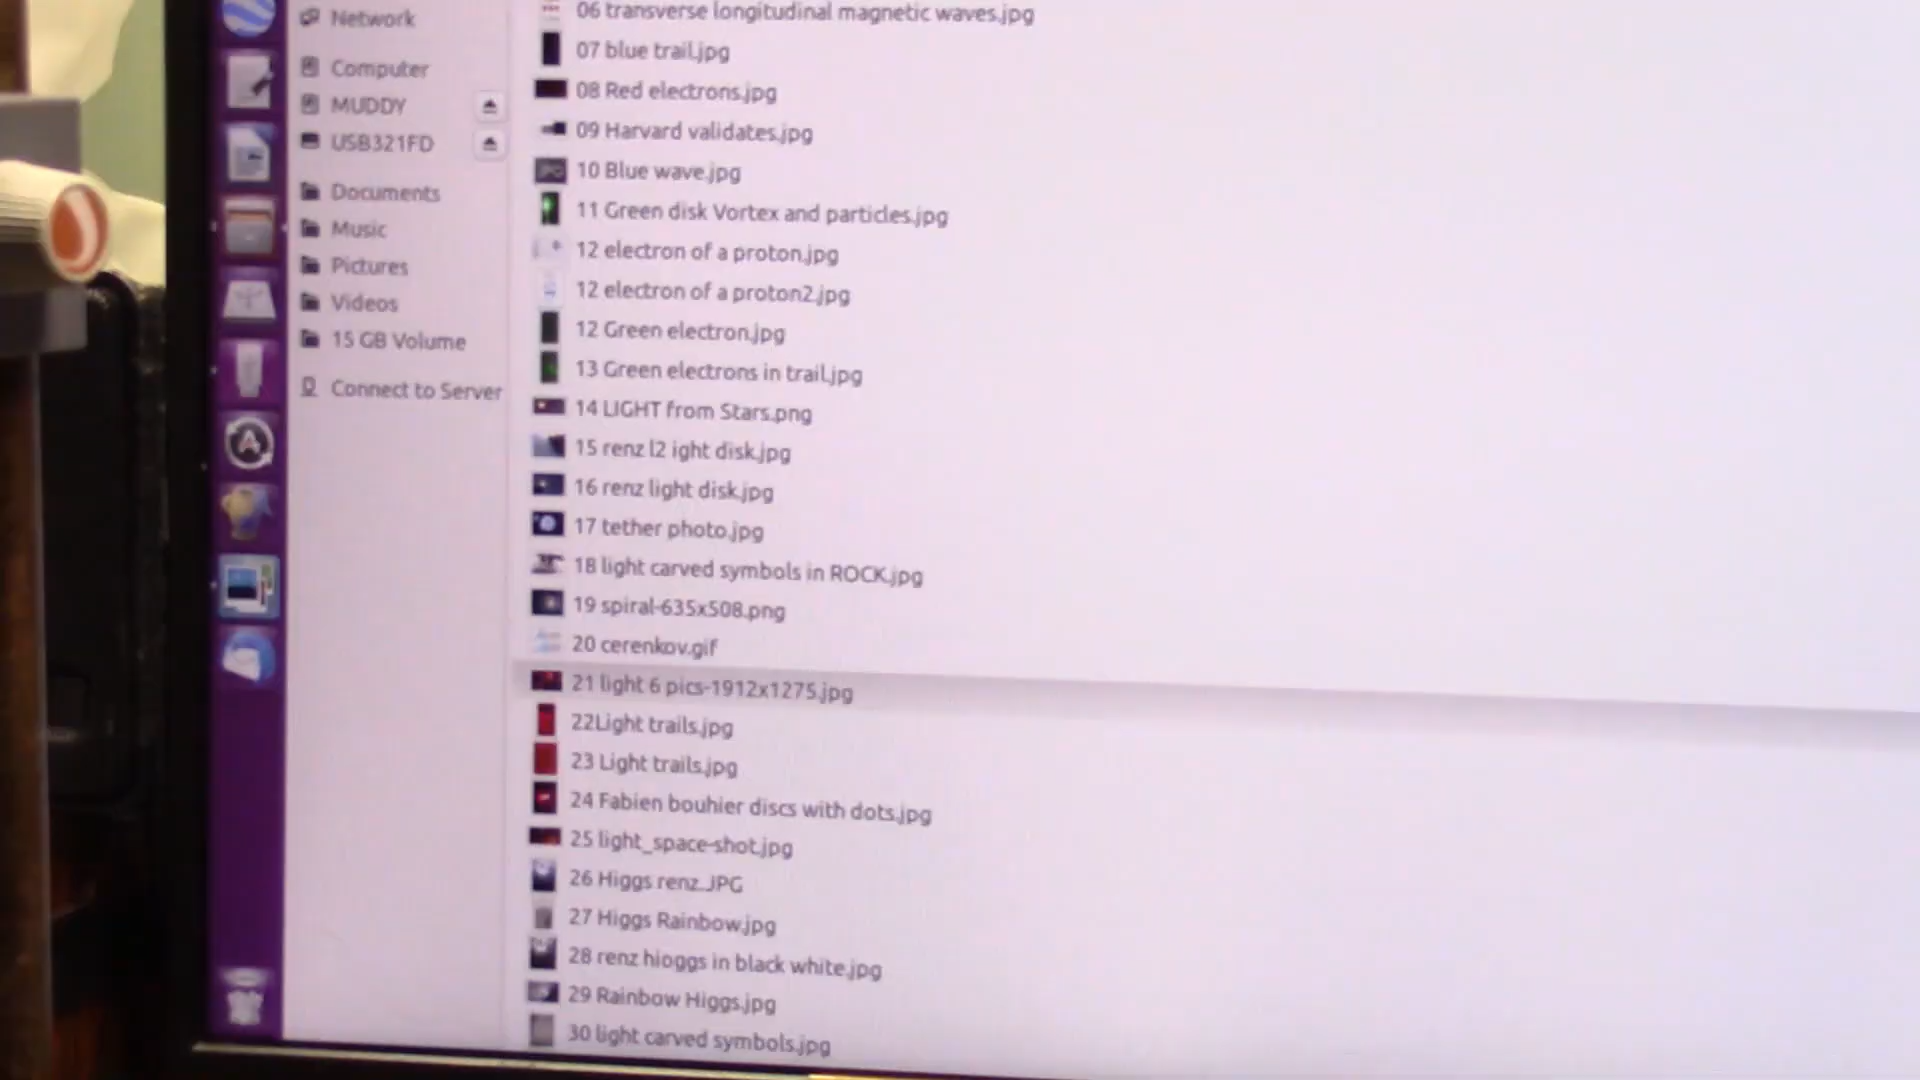 Network
Computer
MUDDY
USB321FD
Documents
Music
Pictures
Videos
15 GB Volume
Connect to Server
06 transverse longitudinal magnetic waves.jpg
07 blue trail.jpg
08 Red electrons.jpg
09 Harvard validates.jpg
10 Blue wave.jpg
11 Green disk Vortex and particles.jpg
12 electron of a proton.jpg
12 electron of a proton2.jpg
12 Green electron.jpg
13 Green electrons in trail.jpg
14 LIGHT from Stars.png
15 renz l2 ight disk.jpg
16 renz light disk.jpg
17 tether photo.jpg
18 light carved symbols in ROCK.jpg
19 spiral-635x508.png
20 cerenkov.gif
21 light 6 pics-1912x1275.jpg
22Light trails.jpg
23 Light trails.jpg
24 Fabien bouhier discs with dots.jpg
25 light_space-shot.jpg
26 Higgs renz.JPG
27 Higgs Rainbow.jpg
28 renz hioggs in black white.jpg
29 Rainbow Higgs.jpg
30 light carved symbols.jpg